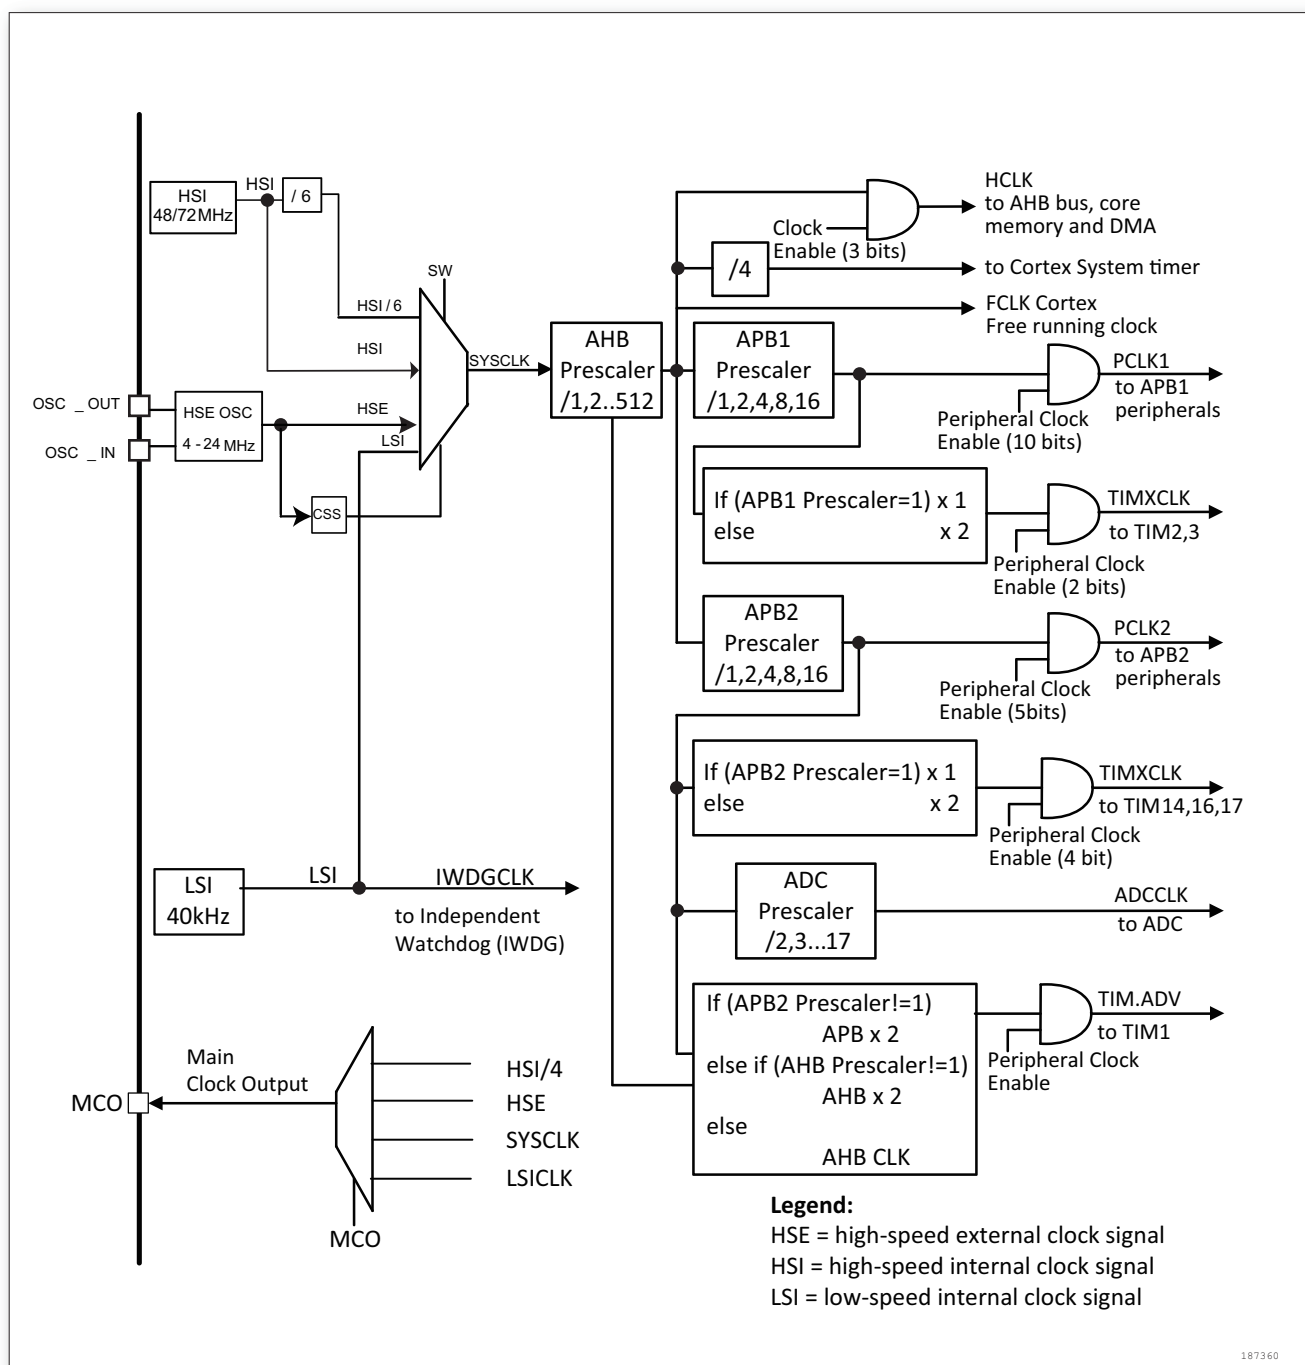 HSI
48/72MHz
HSI
/ 6
SW
HSI / 6
HSI
HSE
LSI
SYSCLK
OSC _ OUT
OSC _ IN
HSE OSC
4 - 24 MHz
CSS
AHB
Prescaler
/1,2..512
Clock
Enable (3 bits)
HCLK
to AHB bus, core
memory and DMA
/4
to Cortex System timer
FCLK Cortex
Free running clock
APB1
Prescaler
/1,2,4,8,16
Peripheral Clock
Enable (10 bits)
PCLK1
to APB1
peripherals
If (APB1 Prescaler=1) x 1
else x 2
Peripheral Clock
Enable (2 bits)
TIMXCLK
to TIM2,3
APB2
Prescaler
/1,2,4,8,16
Peripheral Clock
Enable (5bits)
PCLK2
to APB2
peripherals
If (APB2 Prescaler=1) x 1
else x 2
Peripheral Clock
Enable (4 bit)
TIMXCLK
to TIM14,16,17
LSI
40kHz
LSI
IWDGCLK
to Independent
Watchdog (IWDG)
ADC
Prescaler
/2,3...17
ADCCLK
to ADC
If (APB2 Prescaler!=1)
APB x 2
else if (AHB Prescaler!=1)
AHB x 2
else
AHB CLK
Peripheral Clock
Enable
TIM.ADV
to TIM1
Main
Clock Output
MCO
HSI/4
HSE
SYSCLK
LSICLK
MCO
Legend:
HSE = high-speed external clock signal
HSI = high-speed internal clock signal
LSI = low-speed internal clock signal
187360